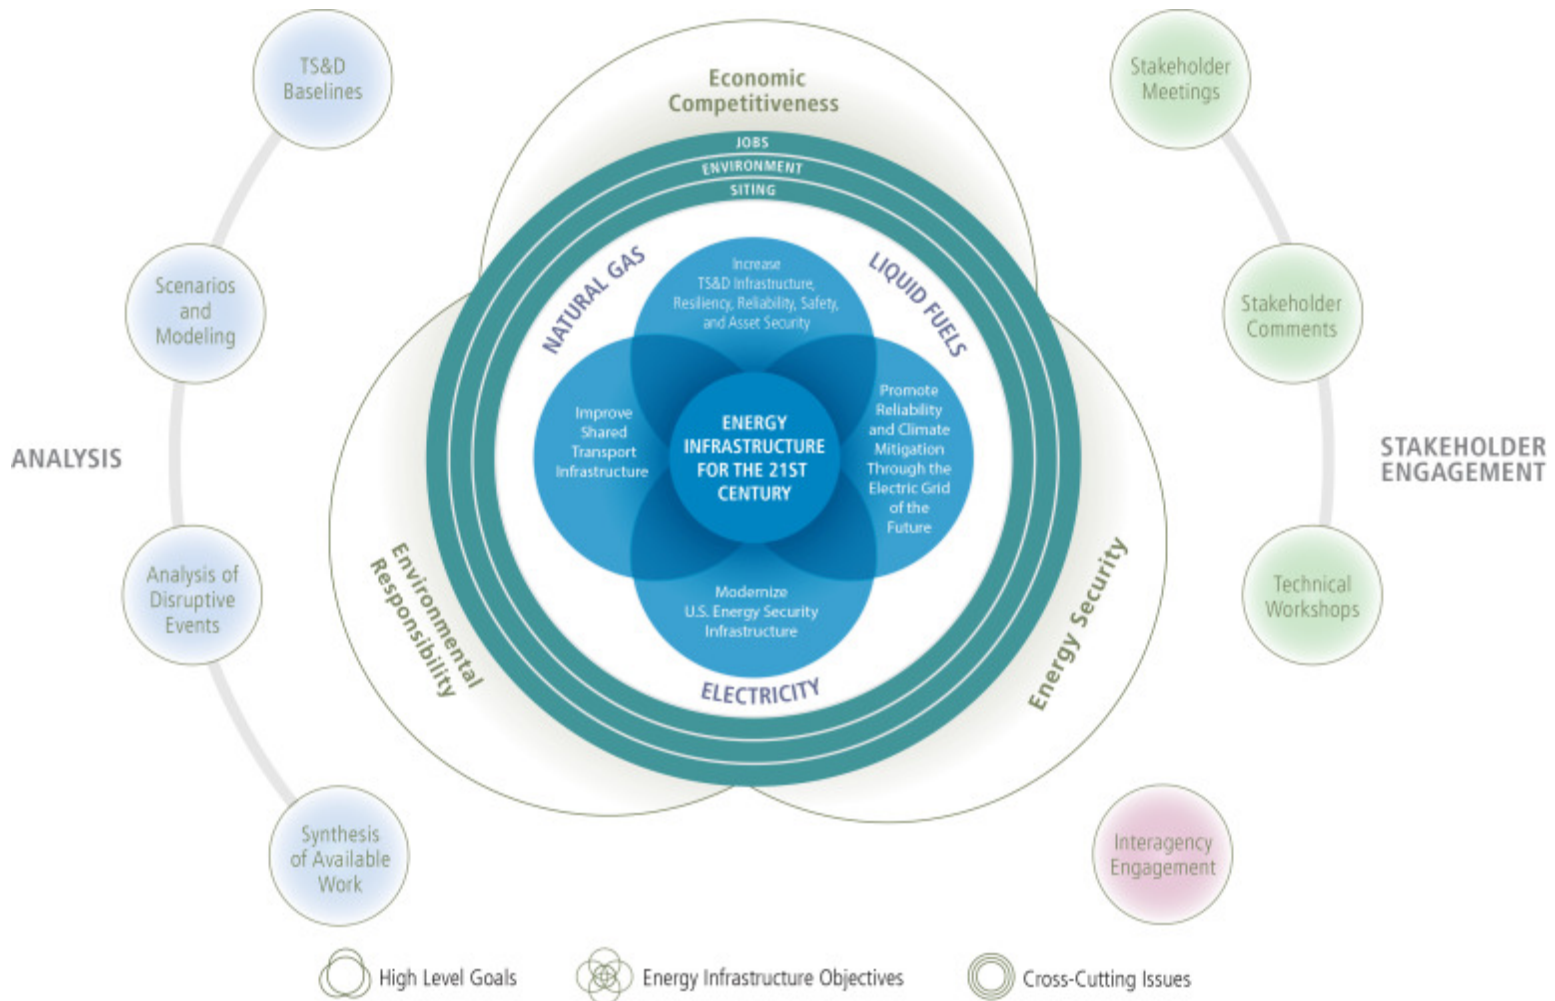 TS&D
Baselines
Scenarios
and
Modeling
ANALYSIS
Analysis of
Disruptive
Events
Synthesis
of Available
Work
Economic
Competitiveness
JOBS
ENVIRONMENT
SITING
NATURAL GAS
LIQUID FUELS
Increase
TS&D Infrastructure,
Resiliency, Reliability, Safety,
and Asset Security
Improve
Shared
Transport
Infrastructure
ENERGY
INFRASTRUCTURE
FOR THE 21ST
CENTURY
Promote
Reliability
and Climate
Mitigation
Through the
Electric Grid
of the
Future
Modernize
U.S. Energy Security
Infrastructure
ELECTRICITY
Environmental
Responsibility
Energy Security
Stakeholder
Meetings
Stakeholder
Comments
STAKEHOLDER
ENGAGEMENT
Technical
Workshops
Interagency
Engagement
High Level Goals
Energy Infrastructure Objectives
Cross-Cutting Issues